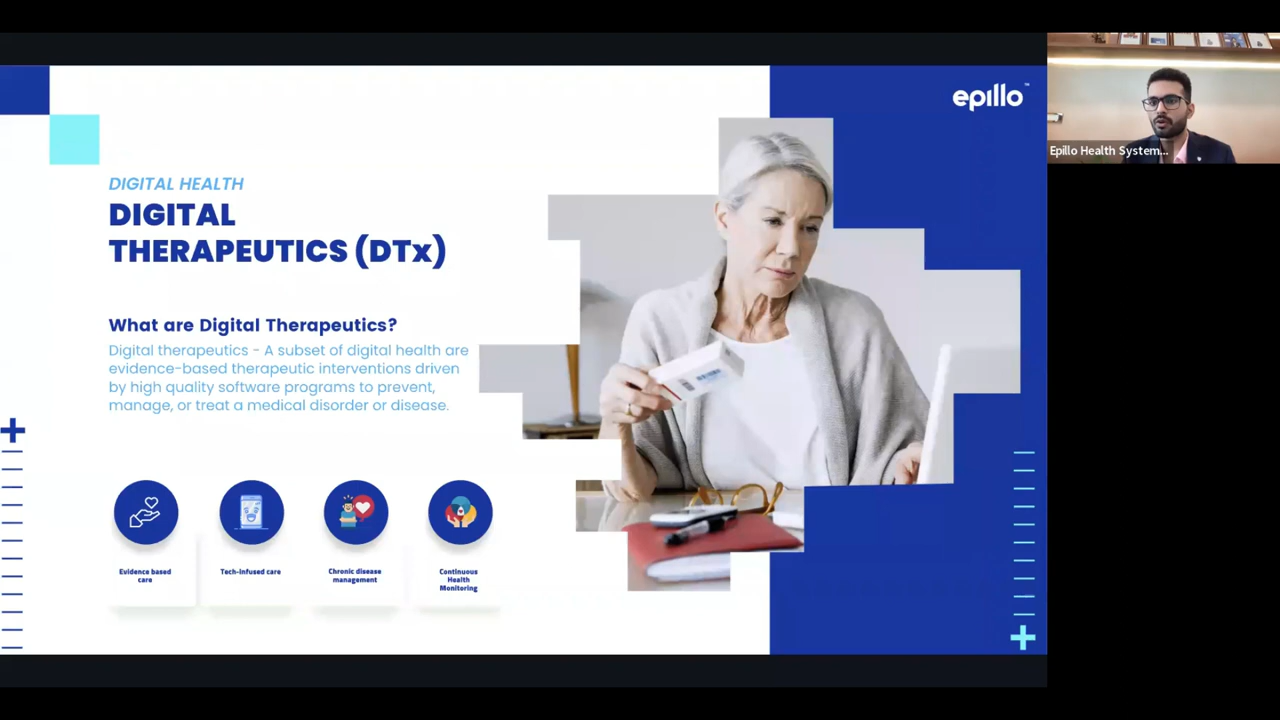 epillo™
Epillo Health System...
DIGITAL HEALTH
DIGITAL
THERAPEUTICS (DTx)
What are Digital Therapeutics?
Digital therapeutics - A subset of digital health are
evidence-based therapeutic interventions driven
by high quality software programs to prevent,
manage, or treat a medical disorder or disease.
Evidence based
care
Tech-Infused care
Chronic disease
management
Continuous
Health
Monitoring